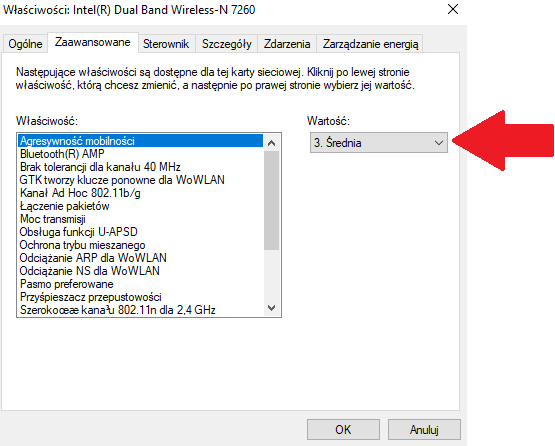 Właściwości: Intel(R) Dual Band Wireless-N 7260
Ogólne Zaawansowane Sterownik Szczegóły Zdarzenia Zarządzanie energią
Następujące właściwości są dostępne dla tej karty sieciowej. Kliknij po lewej stronie
właściwość, którą chcesz zmienić, a następnie po prawej stronie wybierz jej wartość.
Właściwość: Wartość:
Agresywność mobilności 3. Średnia
Bluetooth(R) AMP
Brak tolerancji dla kanału 40 MHz
GTK tworzy klucze ponowne dla WoWLAN
Kanał Ad Hoc 802.11b/g
Łączenie pakietów
Moc transmisji
Obsługa funkcji U-APSD
Ochrona trybu mieszanego
Odciążanie ARP dla WoWLAN
Odciążanie NS dla WoWLAN
Pasmo preferowane
Przyśpieszacz przepustowości
Szerokoœæ kana³u 802.11n dla 2,4 GHz
OK Anuluj